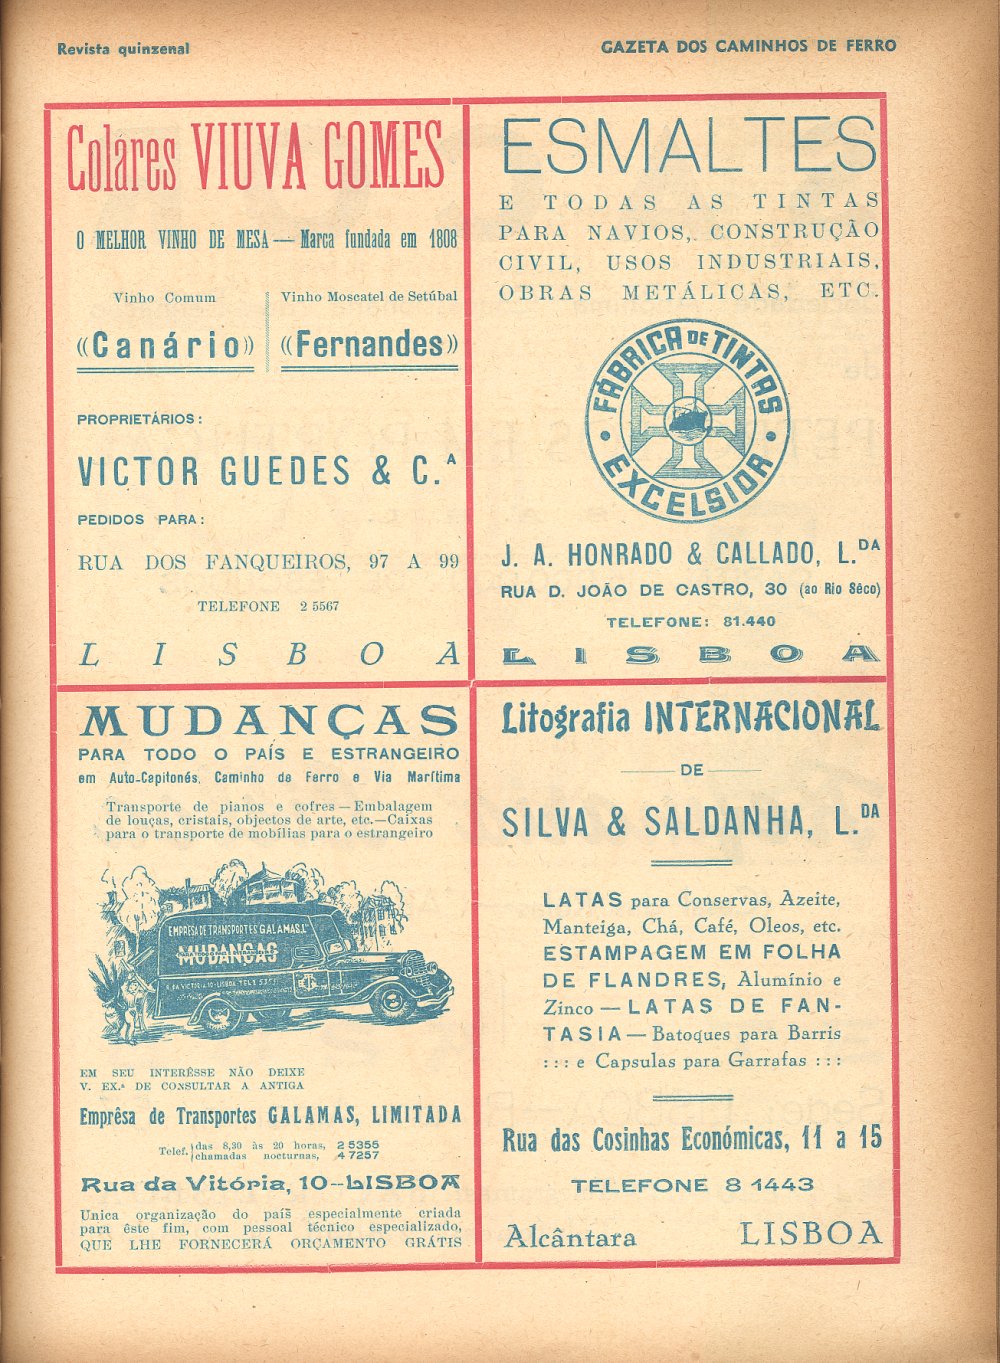 Revista quinzenal
GAZETA DOS CAMINHOS DE FERRO
Colares VIUVA GOMES
O MELHOR VINHO DE MESA — Marca fundada em 1808
Vinho Comum
«Canário»
Vinho Moscatel de Setúbal
«Fernandes»
PROPRIETÁRIOS:
VICTOR GUEDES & C.A
PEDIDOS PARA:
RUA DOS FANQUEIROS, 97 A 99
TELEFONE 2 5567
LISBOA
ESMALTES
E TODAS AS TINTAS
PARA NAVIOS, CONSTRUÇÃO
CIVIL, USOS INDUSTRIAIS,
OBRAS METÁLICAS, ETC.
FÁBRICA DE TINTAS
• EXCELSIOR •
J. A. HONRADO & CALLADO, L.DA
RUA D. JOÃO DE CASTRO, 30 (ao Rio Sêco)
TELEFONE: 81.440
LISBOA
MUDANÇAS
PARA TODO O PAÍS E ESTRANGEIRO
em Auto-Capitonés, Caminho de Ferro e Via Marítima
Transporte de pianos e cofres — Embalagem
de louças, cristais, objectos de arte, etc.—Caixas
para o transporte de mobílias para o estrangeiro
EMPRESA DE TRANSPORTES GALAMAS, L.
MUDANÇAS
R. DA VICTORIA, 10 - LISBOA TEL.
EM SEU INTERÊSSE NÃO DEIXE
V. EX.ª DE CONSULTAR A ANTIGA
Emprêsa de Transportes GALAMAS, LIMITADA
Telef. das 8,30 às 20 horas, 2 5355
chamadas nocturnas, 4 7257
Rua da Vitória, 10--LISBOA
Unica organização do país especialmente criada
para êste fim, com pessoal técnico especializado,
QUE LHE FORNECERÁ ORÇAMENTO GRÁTIS
Litografia INTERNACIONAL
DE
SILVA & SALDANHA, L.DA
LATAS para Conservas, Azeite,
Manteiga, Chá, Café, Oleos, etc.
ESTAMPAGEM EM FOLHA
DE FLANDRES, Alumínio e
Zinco — LATAS DE FAN-
TASIA — Batoques para Barris
::: e Capsulas para Garrafas :::
Rua das Cosinhas Económicas, 11 a 15
TELEFONE 8 1443
Alcântara LISBOA